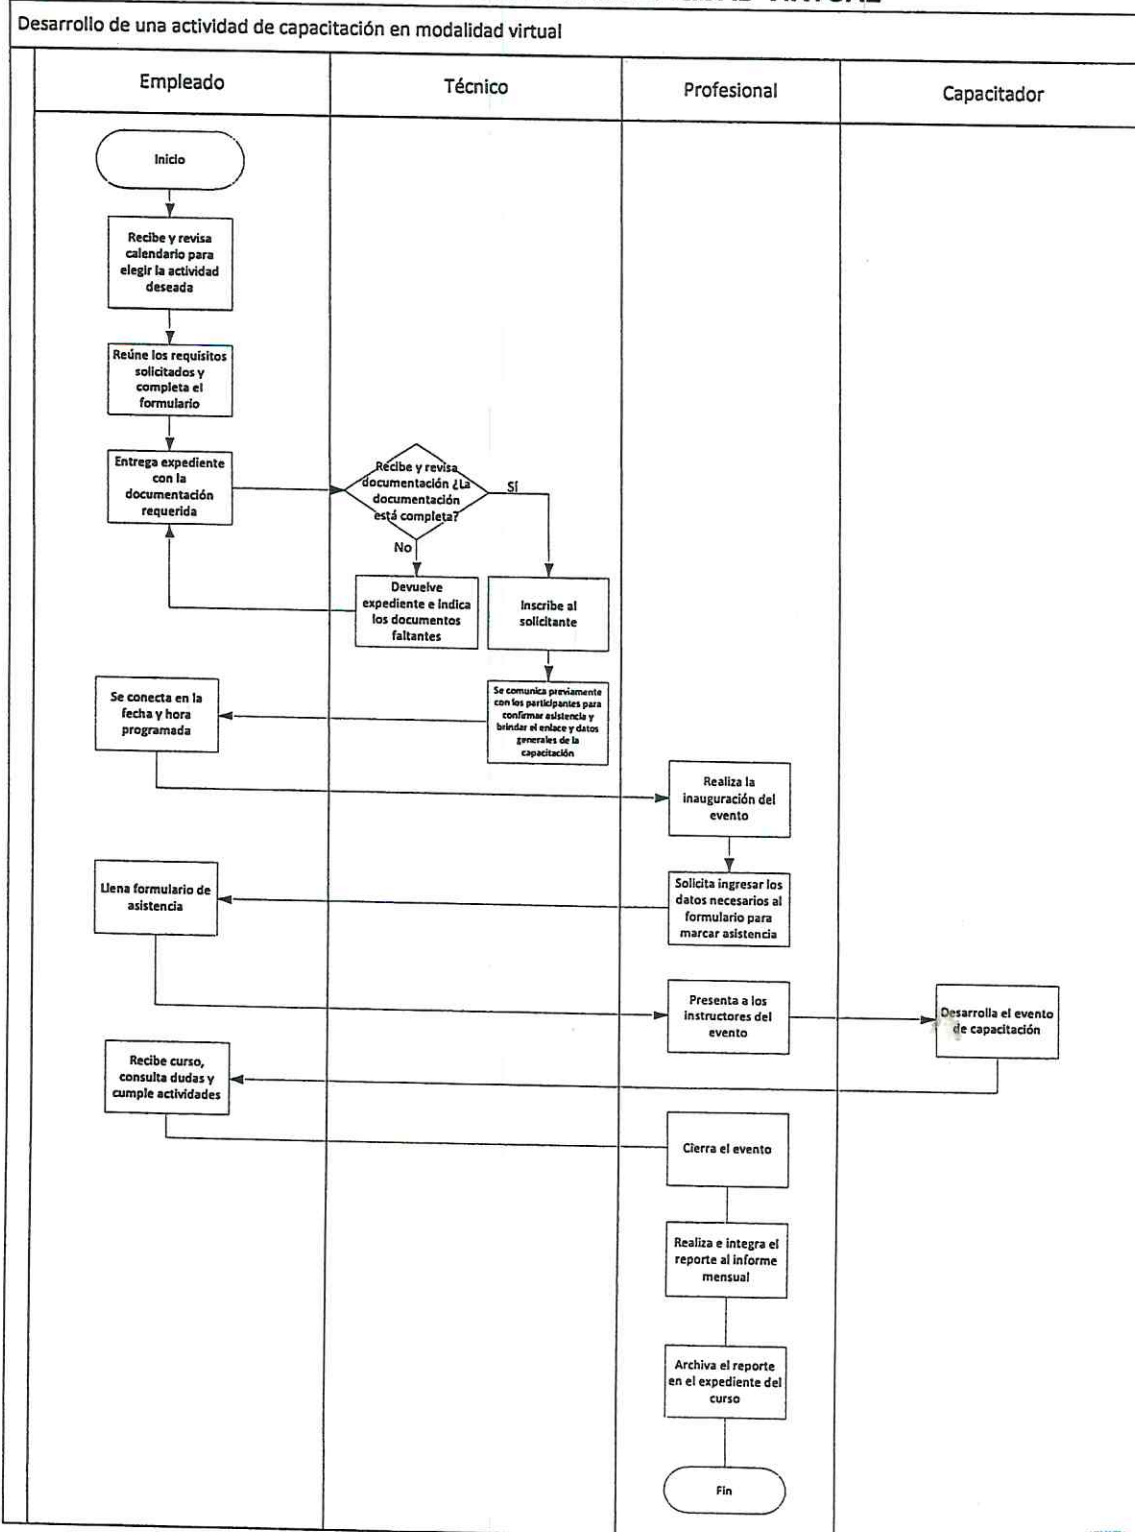 VIRTUAL
Desarrollo de una actividad de capacitación en modalidad virtual
Empleado
Técnico
Profesional
Capacitador
Inicio
Recibe y revisa
calendario para
elegir la actividad
deseada
Reúne los requisitos
solicitados y
completa el
formulario
Entrega expediente
con la
documentación
requerida
Recibe y revisa
documentación ¿La
documentación
está completa?
Sí
No
Devuelve
expediente e indica
los documentos
faltantes
Inscribe al
solicitante
Se comunica previamente
con los participantes para
confirmar asistencia y
brindar el enlace y datos
generales de la
capacitación
Se conecta en la
fecha y hora
programada
Realiza la
inauguración del
evento
Solicita ingresar los
datos necesarios al
formulario para
marcar asistencia
Llena formulario de
asistencia
Presenta a los
instructores del
evento
Desarrolla el evento
de capacitación
Recibe curso,
consulta dudas y
cumple actividades
Cierra el evento
Realiza e integra el
reporte al informe
mensual
Archiva el reporte
en el expediente del
curso
Fin